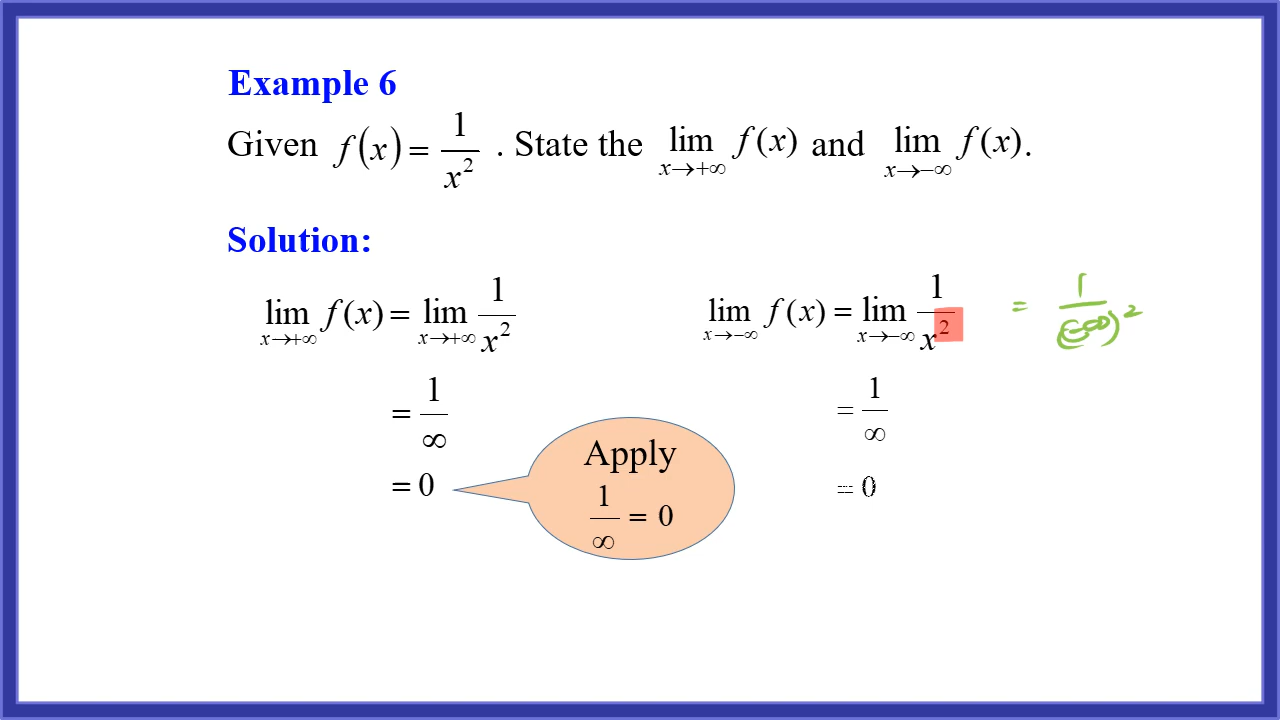 Example 6
Given f(x) = 1/x² . State the lim x→+∞ f(x) and lim x→−∞ f(x).
Solution:
lim x→+∞ f(x) = lim x→+∞ 1/x²
= 1/∞
= 0
Apply
1/∞ = 0
lim x→−∞ f(x) = lim x→−∞ 1/x² = 1/(-∞)²
= 1/∞
= 0